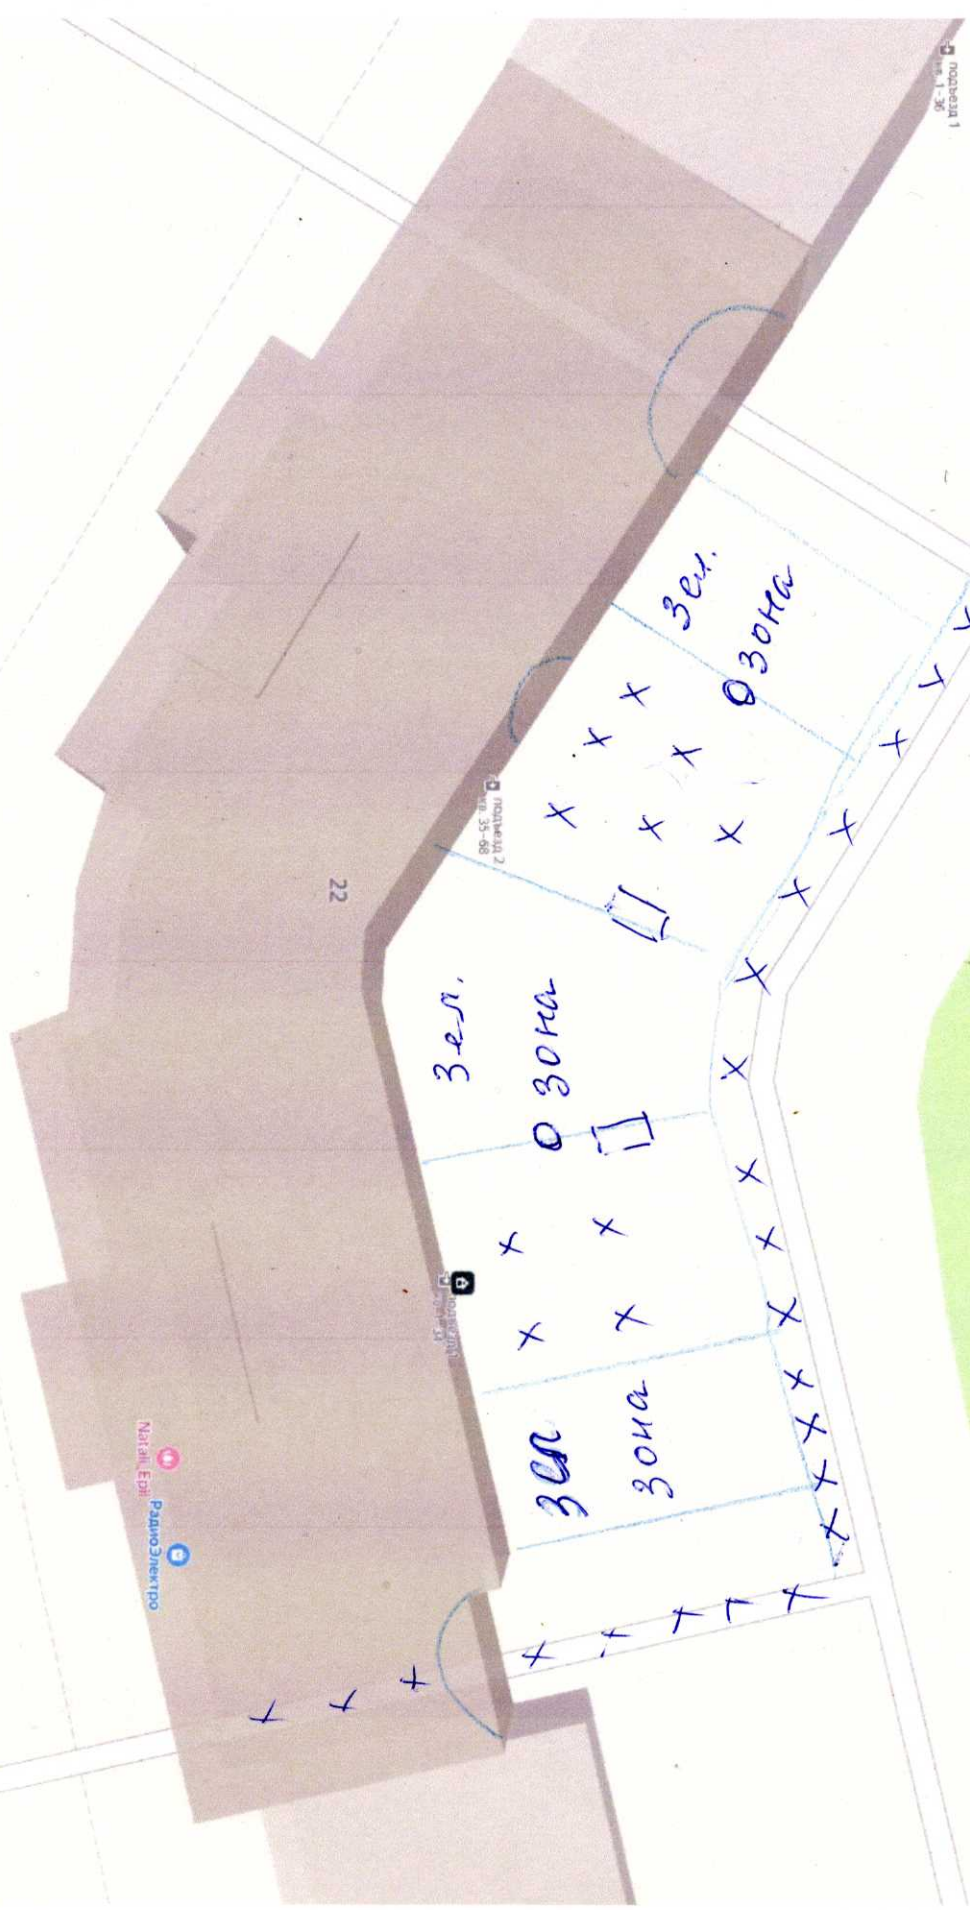 подъезд 1
кв. 1-36
Зел.
зона
подъезд 2
кв. 35-68
22
Зел.
зона
Зел
зона
Natali_Epil
РадиоЭлектро